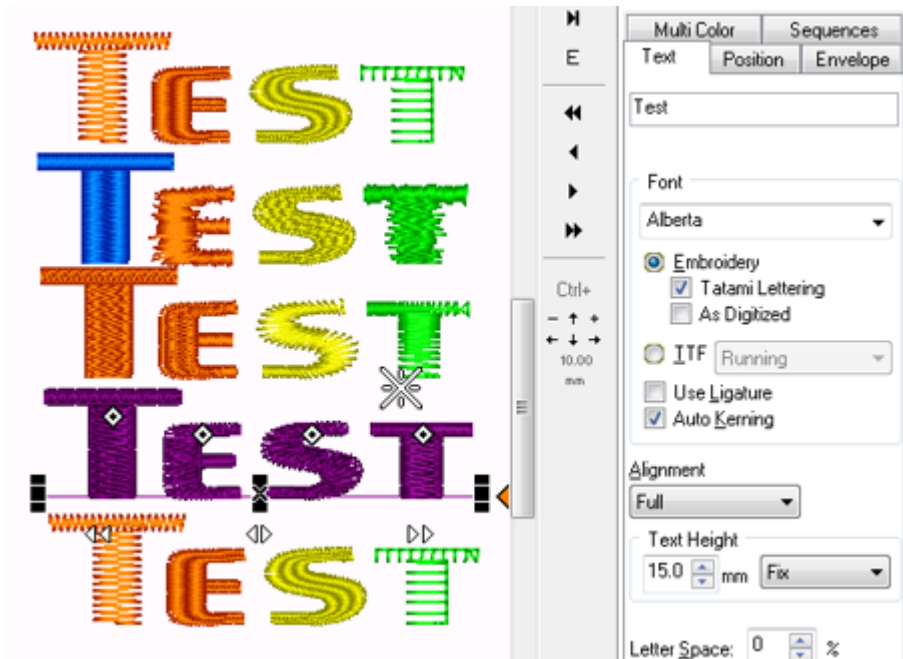 TEST
TEST
TEST
TEST
TEST
E
Ctrl+
- +
10.00
mm
Multi Color Sequences
Text Position Envelope
Test
Font
Alberta
Embroidery
Tatami Lettering
As Digitized
TTF Running
Use Ligature
Auto Kerning
Alignment
Full
Text Height
15.0 mm Fix
Letter Space: 0 %